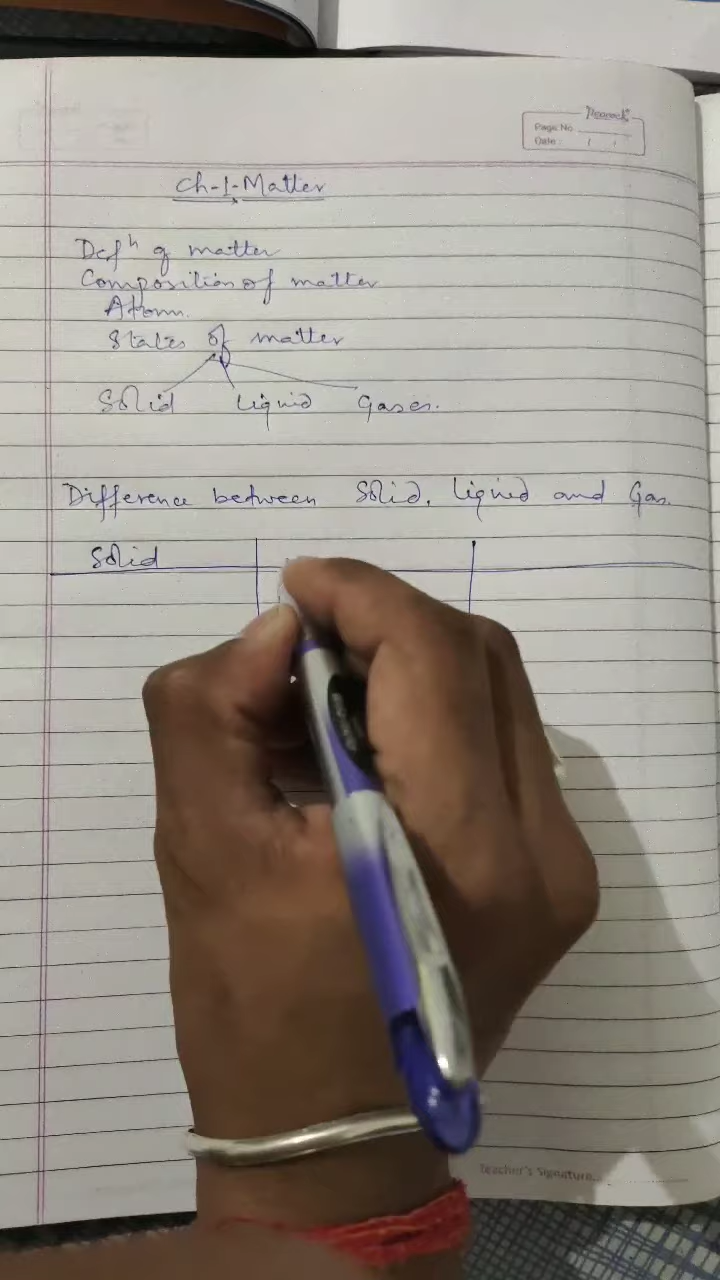 Peacock
Page No.
Date : / /
Ch-1-Matter
Defⁿ of matter
Composition of matter
Atom.
States of matter
Solid Liquid Gases.
Difference between Solid, Liquid and Gas.
Solid
Teacher's Signature